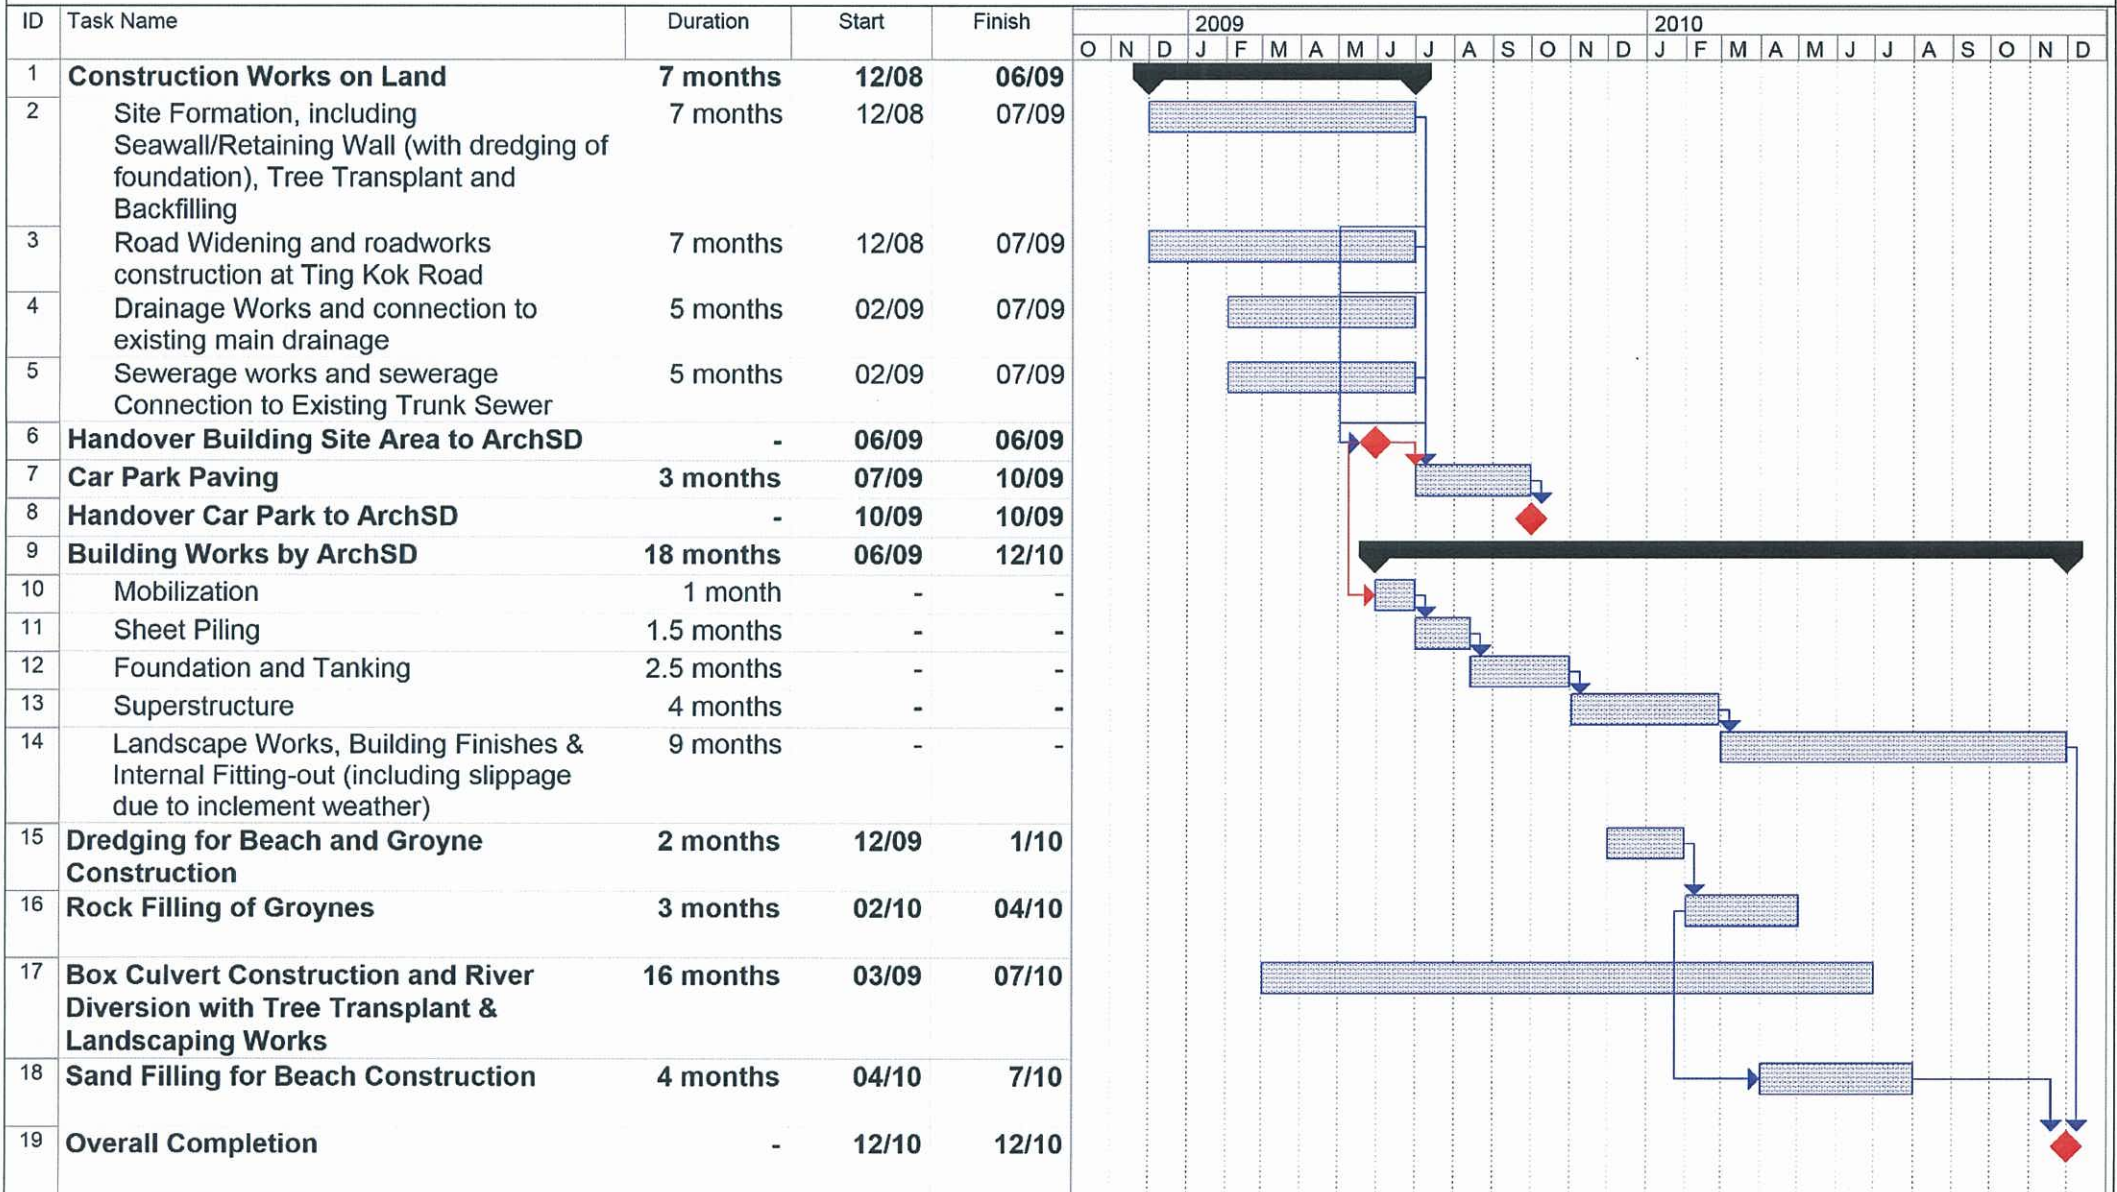 ID Task Name Duration Start Finish 2009 2010
O N D J F M A M J J A S O N D J F M A M J J A S O N D
1 Construction Works on Land 7 months 12/08 06/09
2 Site Formation, including 7 months 12/08 07/09
Seawall/Retaining Wall (with dredging of
foundation), Tree Transplant and
Backfilling
3 Road Widening and roadworks 7 months 12/08 07/09
construction at Ting Kok Road
4 Drainage Works and connection to 5 months 02/09 07/09
existing main drainage
5 Sewerage works and sewerage 5 months 02/09 07/09
Connection to Existing Trunk Sewer
6 Handover Building Site Area to ArchSD - 06/09 06/09
7 Car Park Paving 3 months 07/09 10/09
8 Handover Car Park to ArchSD - 10/09 10/09
9 Building Works by ArchSD 18 months 06/09 12/10
10 Mobilization 1 month - -
11 Sheet Piling 1.5 months - -
12 Foundation and Tanking 2.5 months - -
13 Superstructure 4 months - -
14 Landscape Works, Building Finishes & 9 months - -
Internal Fitting-out (including slippage
due to inclement weather)
15 Dredging for Beach and Groyne 2 months 12/09 1/10
Construction
16 Rock Filling of Groynes 3 months 02/10 04/10
17 Box Culvert Construction and River 16 months 03/09 07/10
Diversion with Tree Transplant &
Landscaping Works
18 Sand Filling for Beach Construction 4 months 04/10 7/10
19 Overall Completion - 12/10 12/10